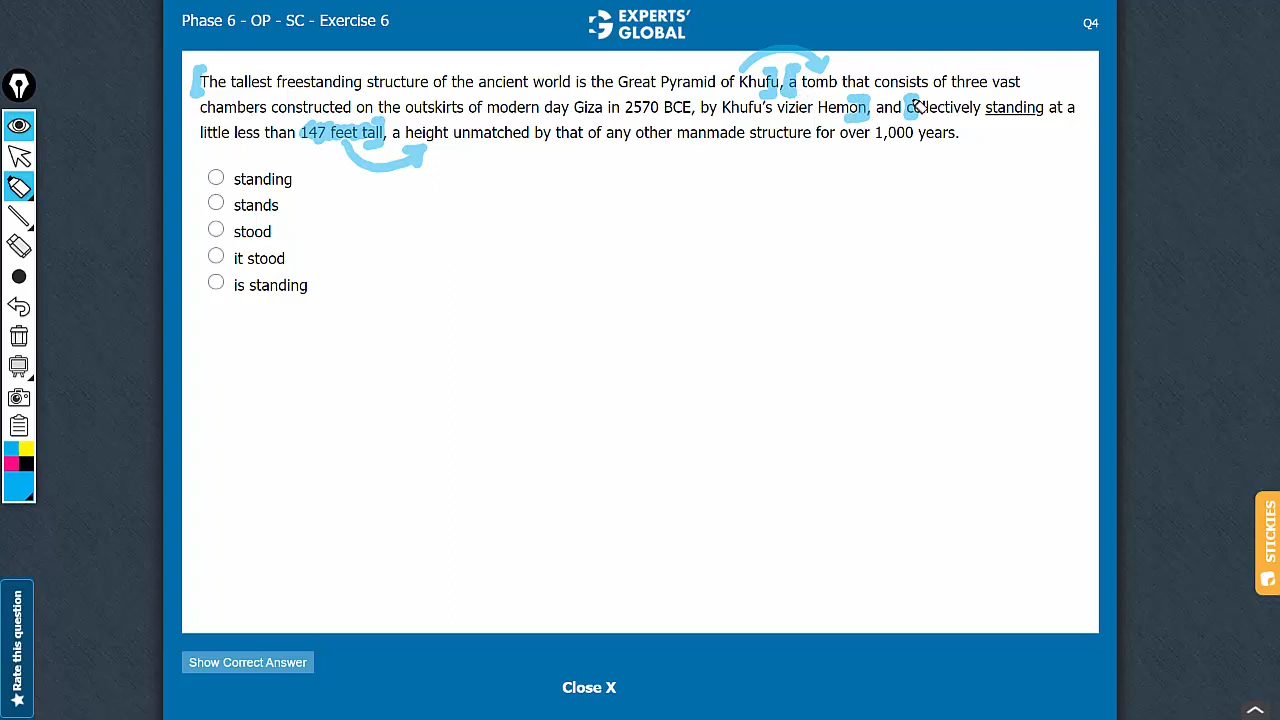 Phase 6 - OP - SC - Exercise 6
EXPERTS'
GLOBAL
Q4
The tallest freestanding structure of the ancient world is the Great Pyramid of Khufu, a tomb that consists of three vast
chambers constructed on the outskirts of modern day Giza in 2570 BCE, by Khufu's vizier Hemon, and collectively standing at a
little less than 147 feet tall, a height unmatched by that of any other manmade structure for over 1,000 years.
standing
stands
stood
it stood
is standing
STICKIES
Rate this question
Show Correct Answer
Close X